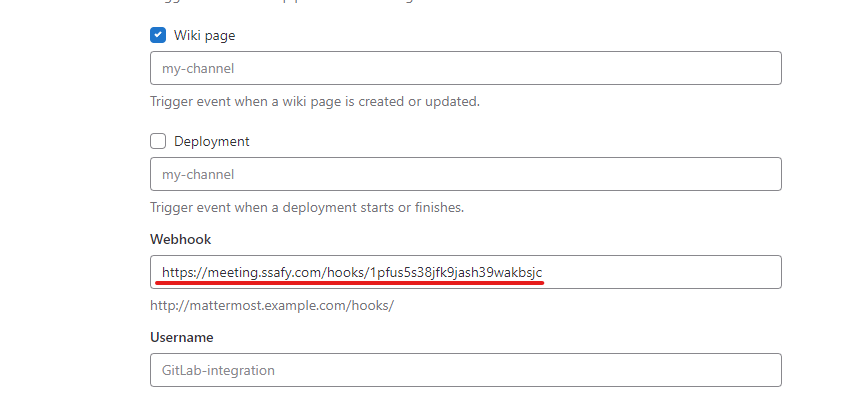 Wiki page
my-channel
Trigger event when a wiki page is created or updated.
Deployment
my-channel
Trigger event when a deployment starts or finishes.
Webhook
https://meeting.ssafy.com/hooks/1pfus5s38jfk9jash39wakbsjc
http://mattermost.example.com/hooks/
Username
GitLab-integration